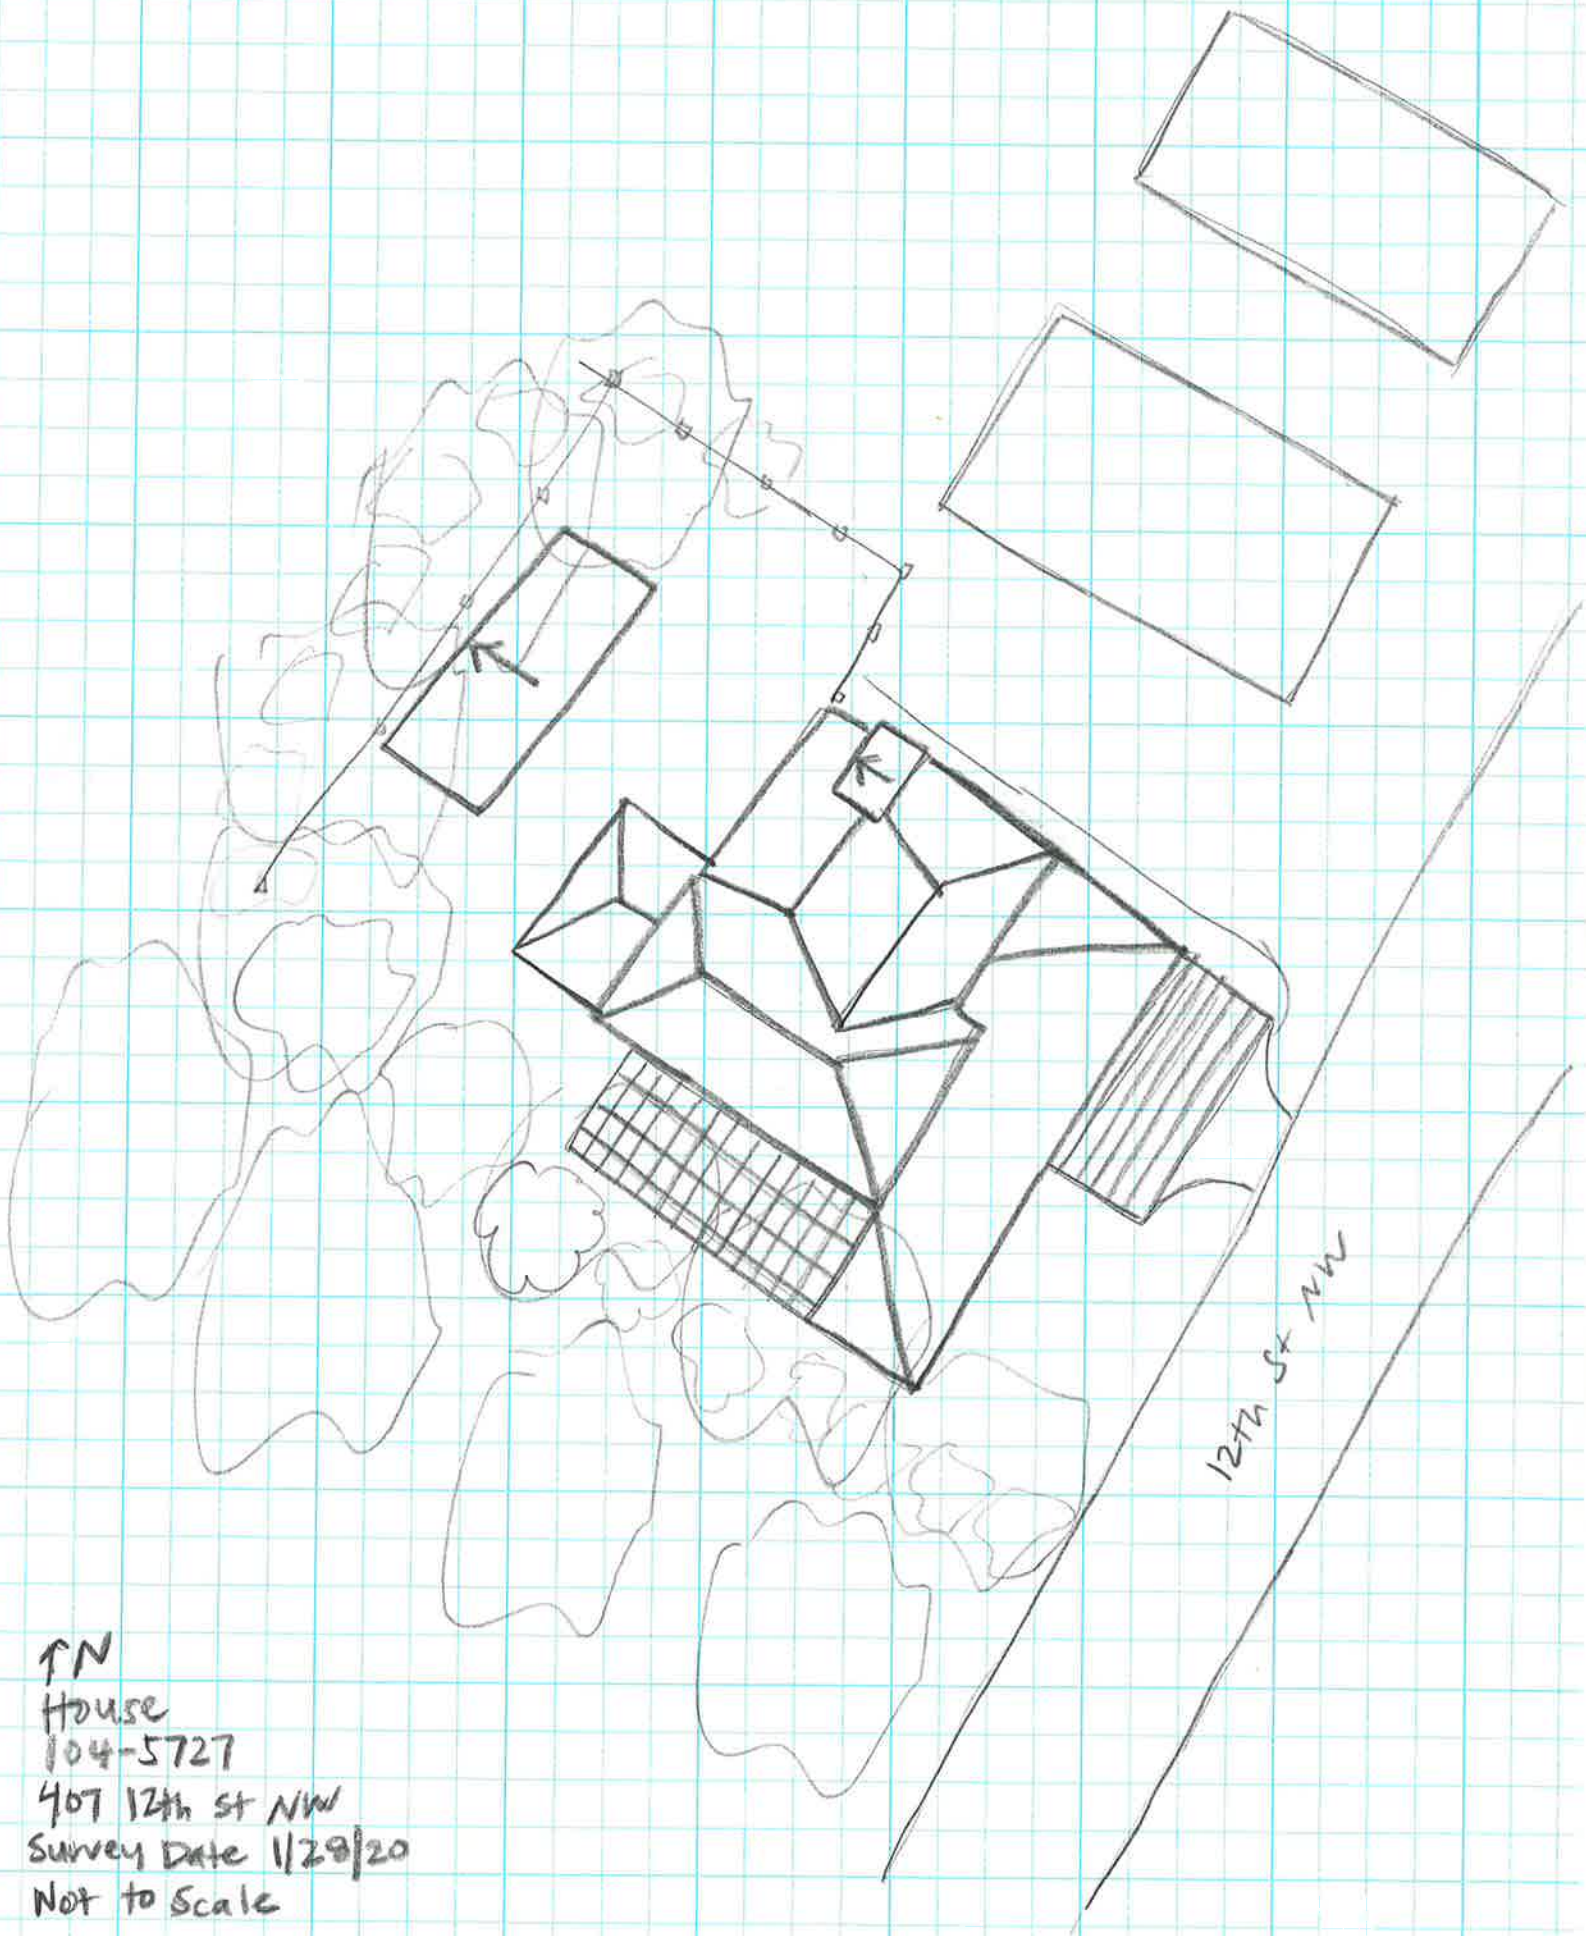 12th St NW
↑N
House
104-5727
407 12th St NW
Survey Date 1/28/20
Not to Scale